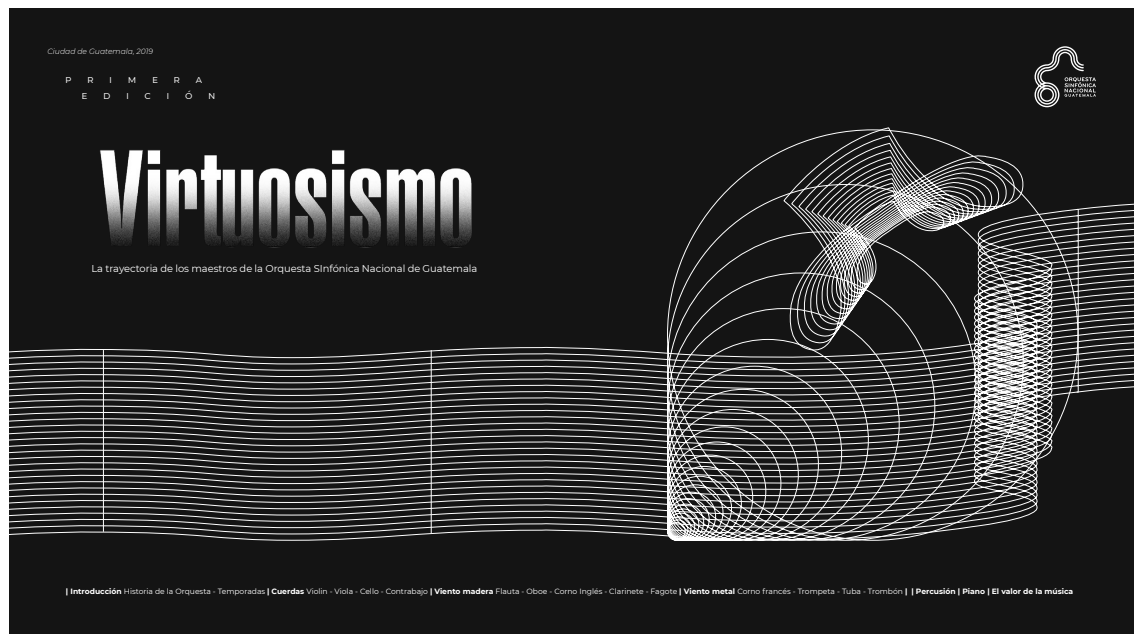 Ciudad de Guatemala, 2019
PRIMERA
EDICIÓN
ORQUESTA
SINFÓNICA
NACIONAL
GUATEMALA
Virtuosismo
La trayectoria de los maestros de la Orquesta SInfónica Nacional de Guatemala
| Introducción Historia de la Orquesta - Temporadas | Cuerdas Violín - Viola - Cello - Contrabajo | Viento madera Flauta - Oboe - Corno Inglés - Clarinete - Fagote | Viento metal Corno francés - Trompeta - Tuba - Trombón | | Percusión | Piano | El valor de la música